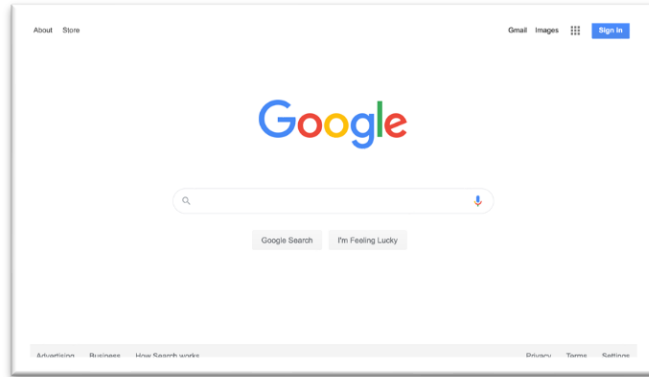 About Store Gmail Images Sign in
Google
Google Search I'm Feeling Lucky
Advertising Business How Search works Privacy Terms Settings